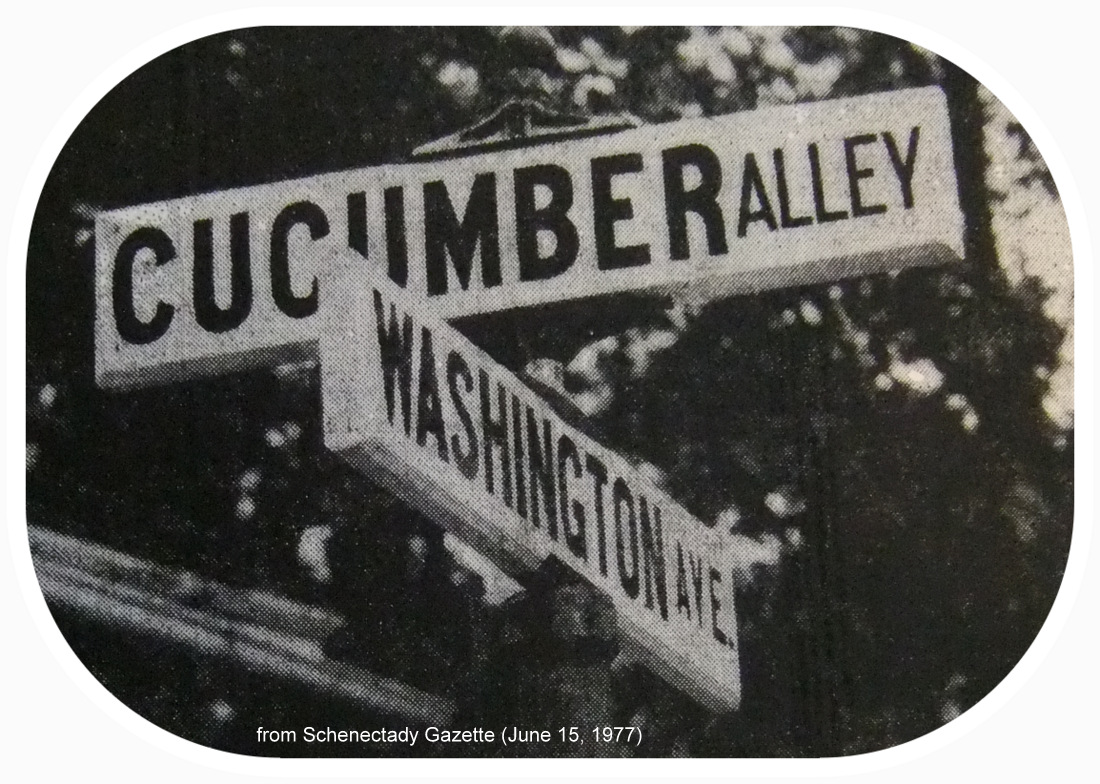 CUCUMBER ALLEY
WASHINGTON AVE.
from Schenectady Gazette (June 15, 1977)